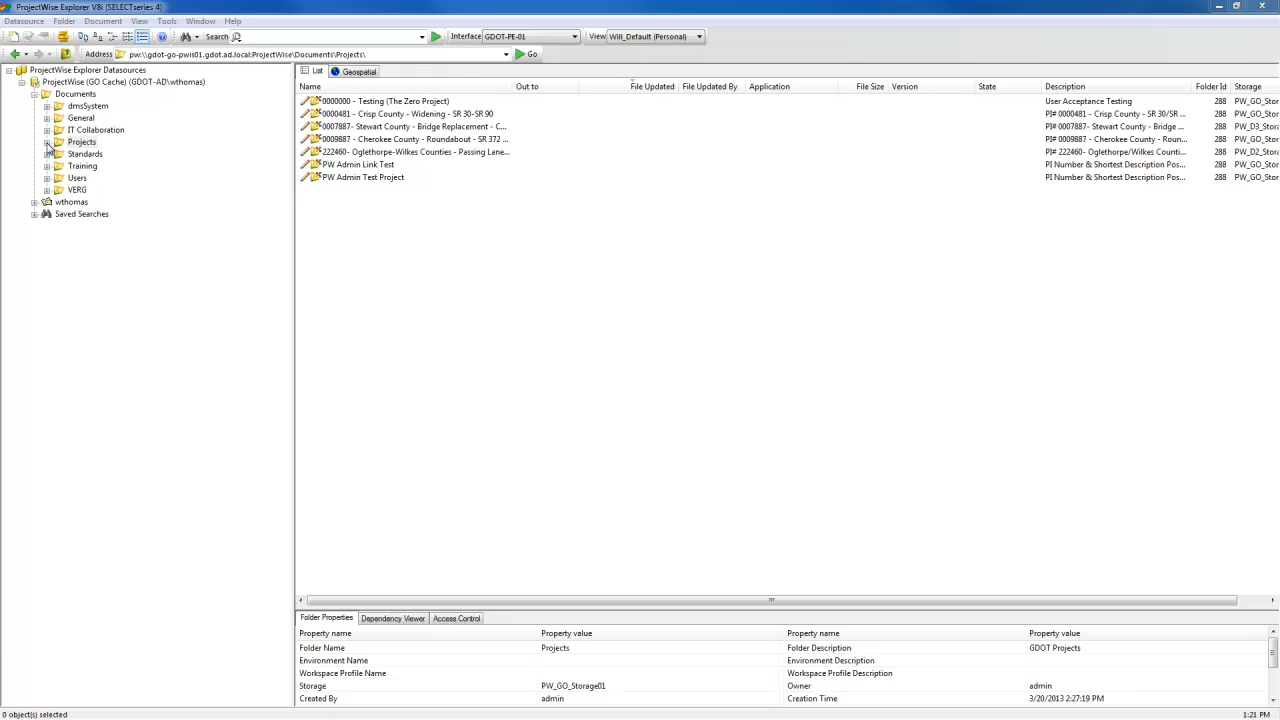 ProjectWise Explorer V8i (SELECTseries 4)
Datasource Folder Document View Tools Window Help
Search Interface GDOT-PE-01 View Will_Default (Personal)
Address pw:\\gdot-go-pwis01.gdot.ad.local:ProjectWise\Documents\Projects\ Go
ProjectWise Explorer Datasources
ProjectWise (GO Cache) (GDOT-AD\wthomas)
Documents
dmsSystem
General
IT Collaboration
Projects
Standards
Training
Users
VERG
wthomas
Saved Searches
List Geospatial
Name Out to File Updated File Updated By Application File Size Version State Description Folder Id Storage
0000000 - Testing (The Zero Project) User Acceptance Testing 288 PW_GO_Stor
0000481 - Crisp County - Widening - SR 30-SR 90 PI# 0000481 - Crisp County - SR 30/SR ... 288 PW_GO_Stor
0007887- Stewart County - Bridge Replacement - C... PI# 0007887- Stewart County - Bridge ... 288 PW_D3_Stor
0009887 - Cherokee County - Roundabout - SR 372 ... PI# 0009887 - Cherokee County - Roun... 288 PW_GO_Stor
222460- Oglethorpe-Wilkes Counties - Passing Lane... PI# 222460- Oglethorpe/Wilkes Counti... 288 PW_D2_Stor
PW Admin Link Test PI Number & Shortest Description Pos... 288 PW_GO_Stor
PW Admin Test Project PI Number & Shortest Description Pos... 288 PW_GO_Stor
Folder Properties Dependency Viewer Access Control
Property name Property value Property name Property value
Folder Name Projects Folder Description GDOT Projects
Environment Name Environment Description
Workspace Profile Name Workspace Profile Description
Storage PW_GO_Storage01 Owner admin
Created By admin Creation Time 3/20/2013 2:27:19 PM
0 object(s) selected 1:21 PM